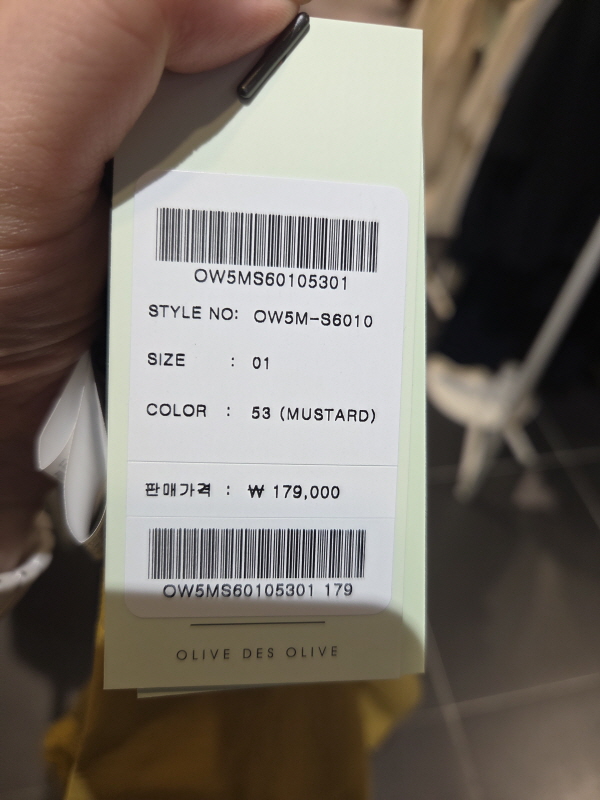 OW5MS60105301
STYLE NO: OW5M-S6010
SIZE : 01
COLOR : 53 (MUSTARD)
판매가격 : ₩ 179,000
OW5MS60105301 179
OLIVE DES OLIVE